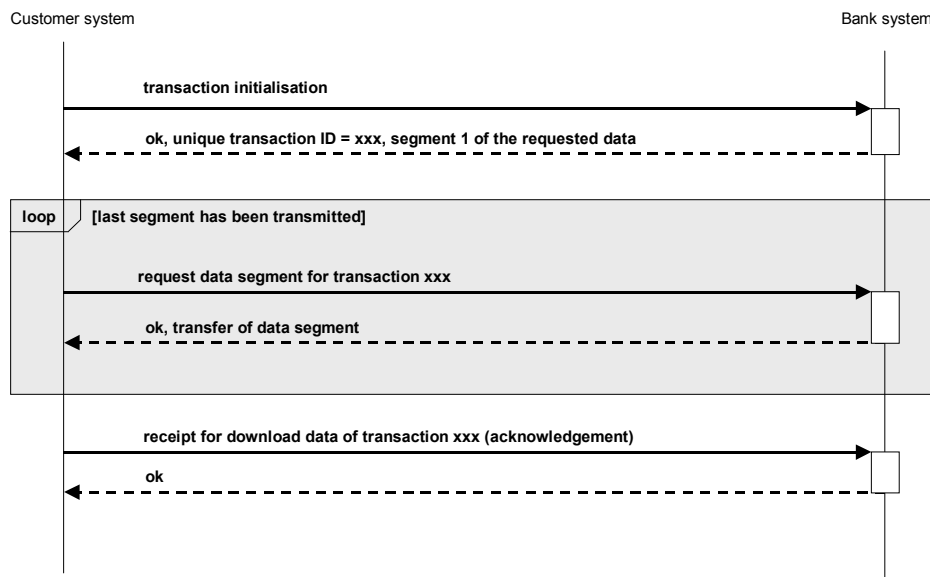 Customer system
Bank system
transaction initialisation
ok, unique transaction ID = xxx, segment 1 of the requested data
loop
[last segment has been transmitted]
request data segment for transaction xxx
ok, transfer of data segment
receipt for download data of transaction xxx (acknowledgement)
ok